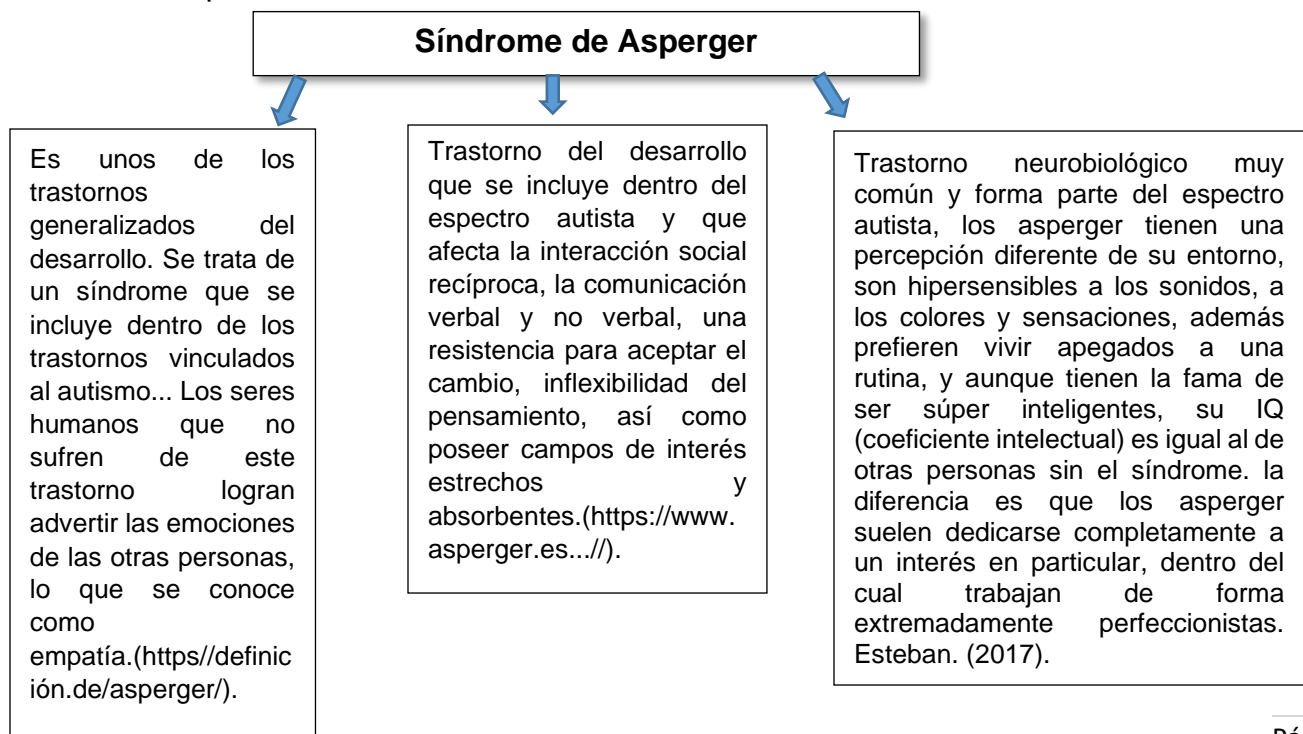 Síndrome de Asperger
Es unos de los
trastornos
generalizados del
desarrollo. Se trata de
un síndrome que se
incluye dentro de los
trastornos vinculados
al autismo... Los seres
humanos que no
sufren de este
trastorno logran
advertir las emociones
de las otras personas,
lo que se conoce
como
empatía.(https//definic
ión.de/asperger/).
Trastorno del desarrollo
que se incluye dentro del
espectro autista y que
afecta la interacción social
recíproca, la comunicación
verbal y no verbal, una
resistencia para aceptar el
cambio, inflexibilidad del
pensamiento, así como
poseer campos de interés
estrechos y
absorbentes.(https://www.
asperger.es...//).
Trastorno neurobiológico muy
común y forma parte del espectro
autista, los asperger tienen una
percepción diferente de su entorno,
son hipersensibles a los sonidos, a
los colores y sensaciones, además
prefieren vivir apegados a una
rutina, y aunque tienen la fama de
ser súper inteligentes, su IQ
(coeficiente intelectual) es igual al de
otras personas sin el síndrome. la
diferencia es que los asperger
suelen dedicarse completamente a
un interés en particular, dentro del
cual trabajan de forma
extremadamente perfeccionistas.
Esteban. (2017).